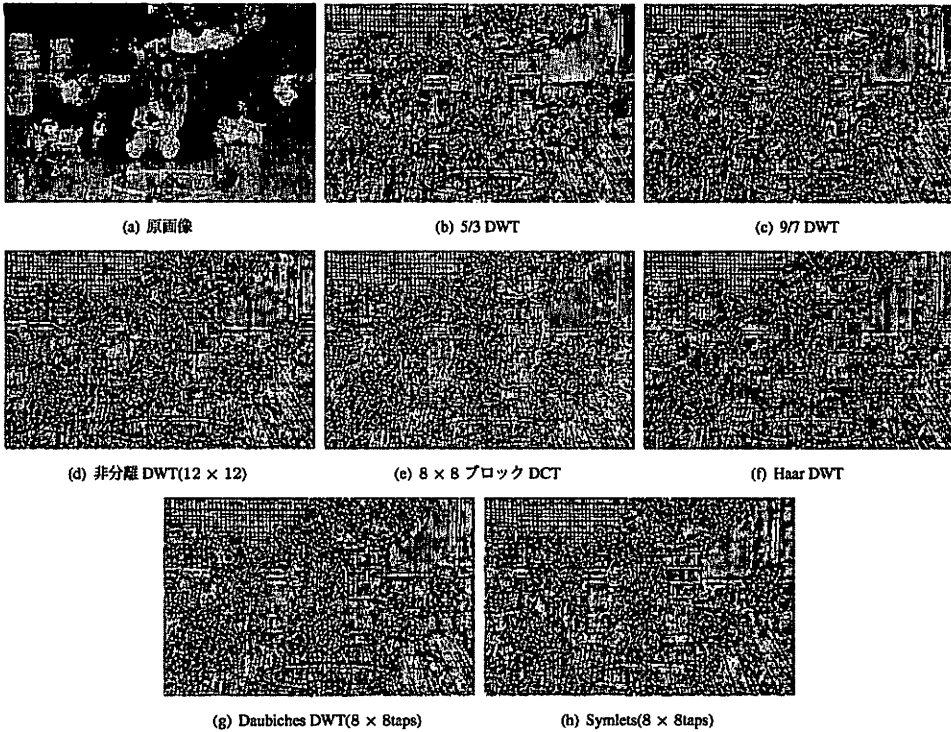 (a) 原画像
(b) 5/3 DWT
(c) 9/7 DWT
(d) 非分離 DWT(12 × 12)
(e) 8 × 8 ブロック DCT
(f) Haar DWT
(g) Daubiches DWT(8 × 8taps)
(h) Symlets(8 × 8taps)